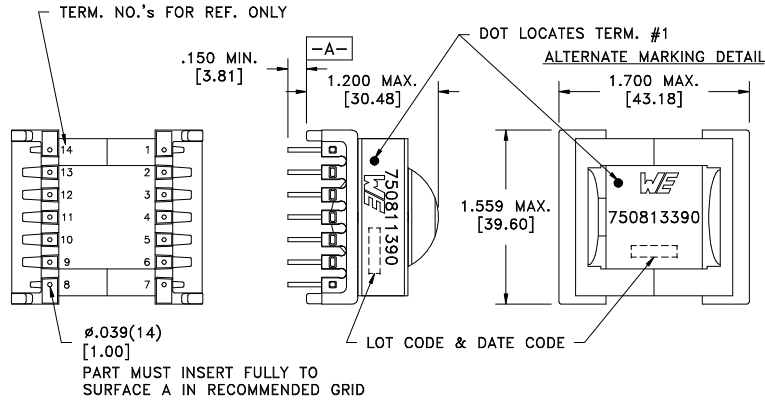 TERM. NO.'s FOR REF. ONLY
-A-
DOT LOCATES TERM. #1
ALTERNATE MARKING DETAIL
.150 MIN.
[3.81]
1.200 MAX.
[30.48]
1.700 MAX.
[43.18]
14 1
13 2
12 3
11 4
10 5
9 6
8 7
WE
750811390
1.559 MAX.
[39.60]
WE
750813390
ø.039(14)
[1.00]
PART MUST INSERT FULLY TO
SURFACE A IN RECOMMENDED GRID
LOT CODE & DATE CODE